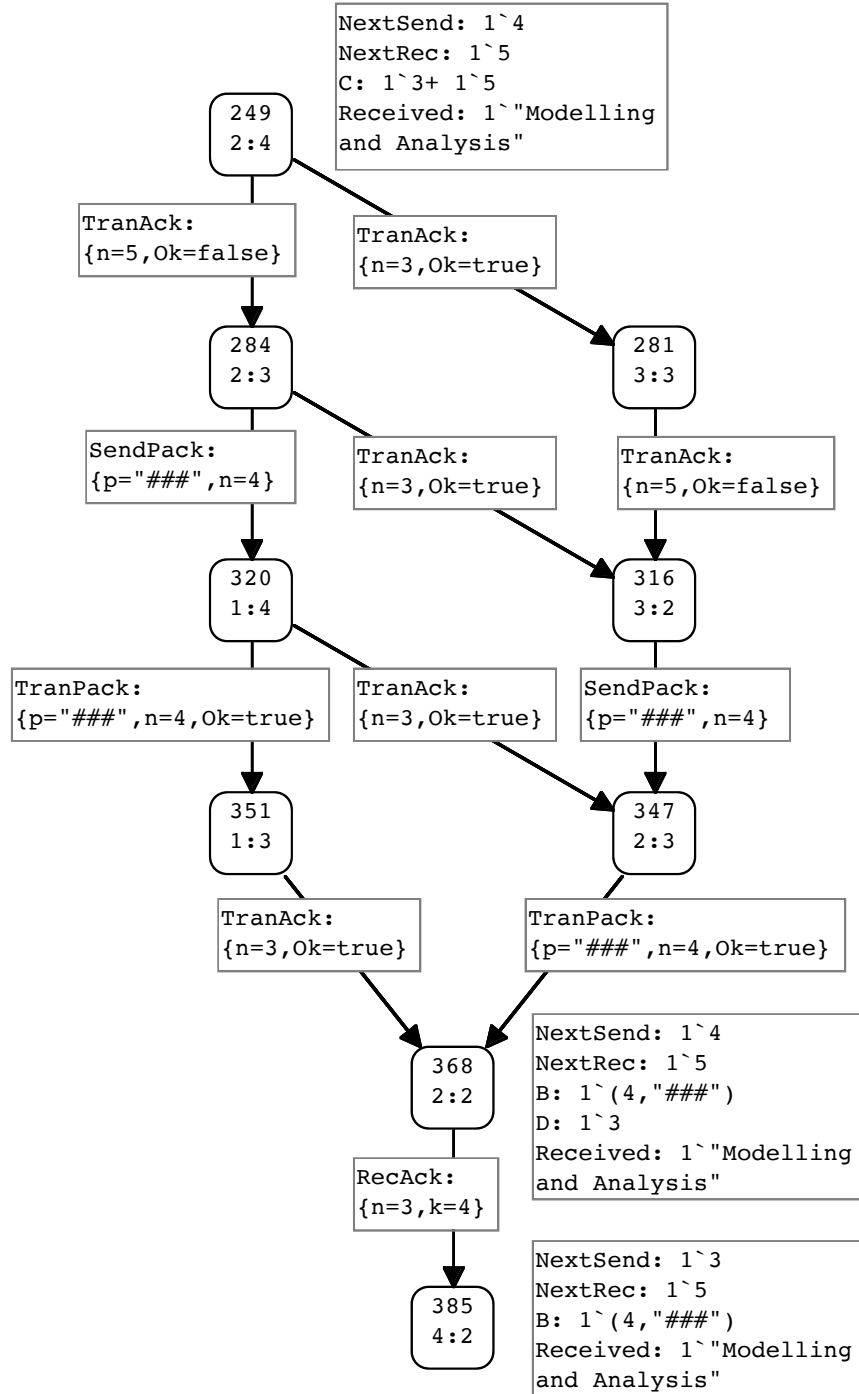 NextSend: 1`4
NextRec: 1`5
C: 1`3+ 1`5
Received: 1`"Modelling
and Analysis"
249
2:4
TranAck:
{n=5,Ok=false}
TranAck:
{n=3,Ok=true}
284
2:3
281
3:3
SendPack:
{p="###",n=4}
TranAck:
{n=3,Ok=true}
TranAck:
{n=5,Ok=false}
320
1:4
316
3:2
TranPack:
{p="###",n=4,Ok=true}
TranAck:
{n=3,Ok=true}
SendPack:
{p="###",n=4}
351
1:3
347
2:3
TranAck:
{n=3,Ok=true}
TranPack:
{p="###",n=4,Ok=true}
368
2:2
NextSend: 1`4
NextRec: 1`5
B: 1`(4,"###")
D: 1`3
Received: 1`"Modelling
and Analysis"
RecAck:
{n=3,k=4}
385
4:2
NextSend: 1`3
NextRec: 1`5
B: 1`(4,"###")
Received: 1`"Modelling
and Analysis"